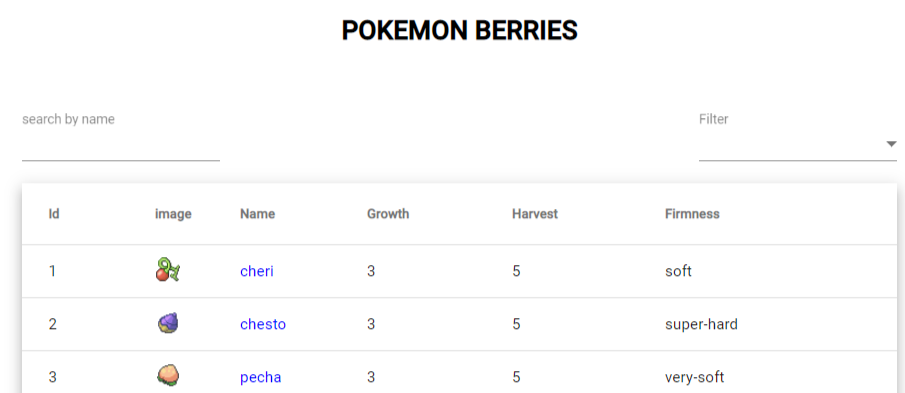 POKEMON BERRIES
search by name Filter
Id image Name Growth Harvest Firmness
1 cheri 3 5 soft
2 chesto 3 5 super-hard
3 pecha 3 5 very-soft